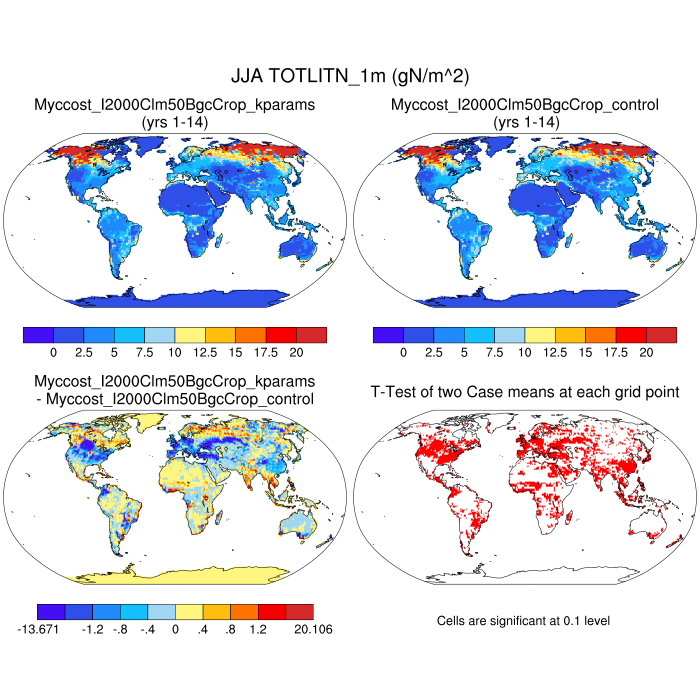 JJA TOTLITN_1m (gN/m^2)
Myccost_I2000Clm50BgcCrop_kparams
(yrs 1-14)
Myccost_I2000Clm50BgcCrop_control
(yrs 1-14)
0 2.5 5 7.5 10 12.5 15 17.5 20
0 2.5 5 7.5 10 12.5 15 17.5 20
Myccost_I2000Clm50BgcCrop_kparams
- Myccost_I2000Clm50BgcCrop_control
T-Test of two Case means at each grid point
-13.671 -1.2 -.8 -.4 0 .4 .8 1.2 20.106
Cells are significant at 0.1 level